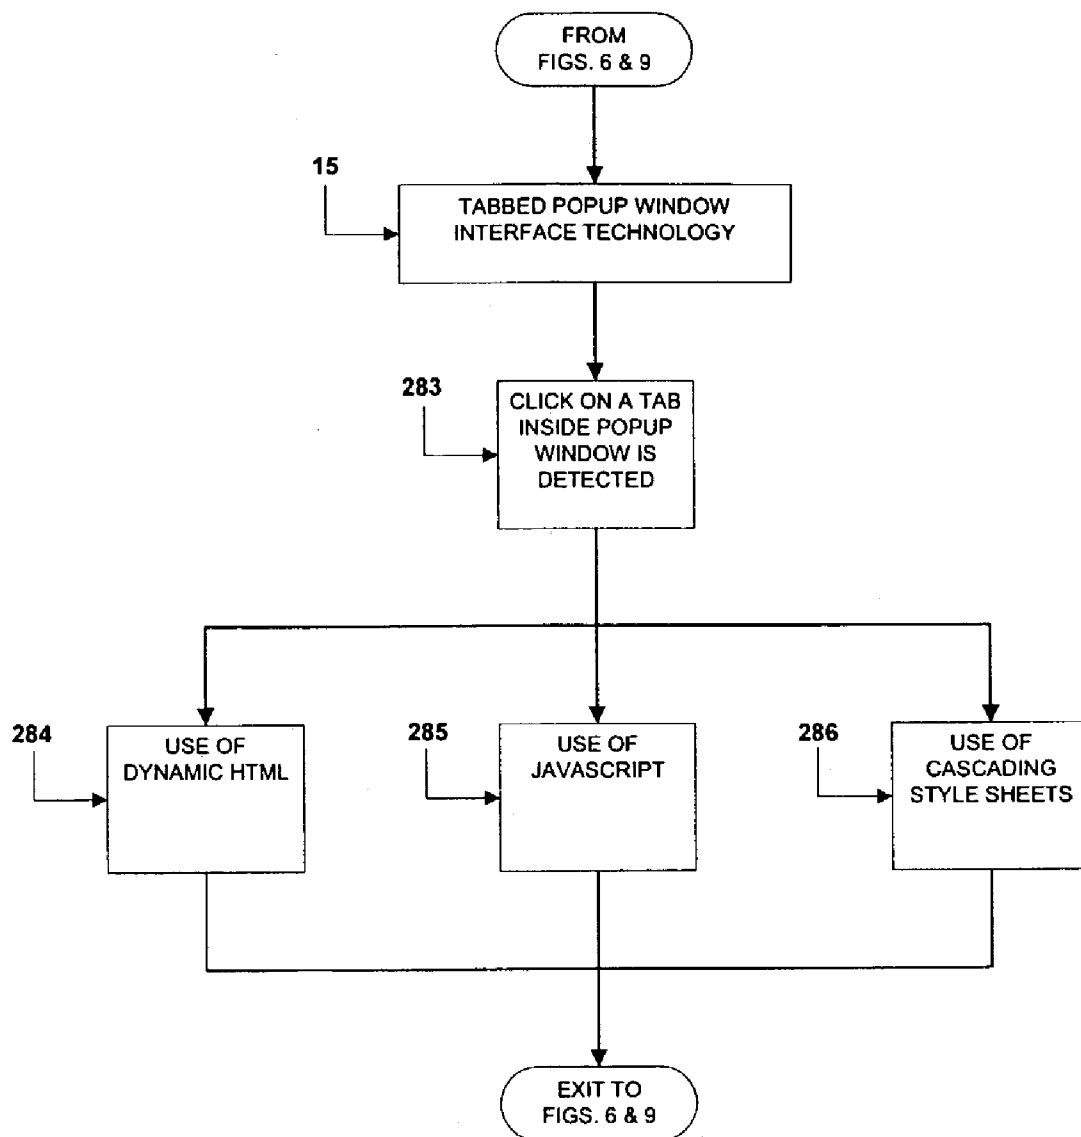 FROM
FIGS. 6 & 9
15
TABBED POPUP WINDOW
INTERFACE TECHNOLOGY
283
CLICK ON A TAB
INSIDE POPUP
WINDOW IS
DETECTED
284
USE OF
DYNAMIC HTML
285
USE OF
JAVASCRIPT
286
USE OF
CASCADING
STYLE SHEETS
EXIT TO
FIGS. 6 & 9